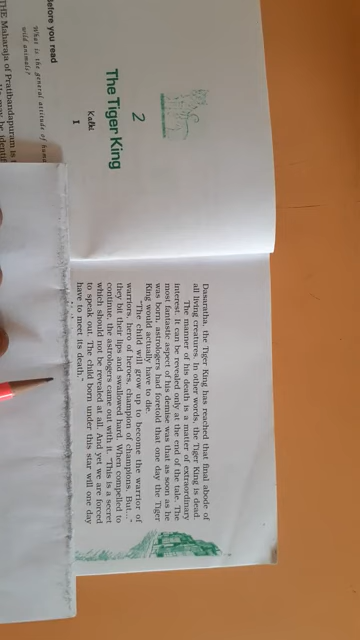 2
The Tiger King
Kalki
I
Before you read
What is the general attitude of
wild animals?
THE Maharaja of Pratibandapuram is
may be
Dasaratha, the Tiger King has reached that final abode of
all living creatures. In other words, the Tiger King is dead.
The manner of his death is a matter of extraordinary
interest. It can be revealed only at the end of the tale. The
most fantastic aspect of his demise was that as soon as he
was born, astrologers had foretold that one day the Tiger
King would actually have to die.
“The child will grow up to become the warrior of
warriors, hero of heroes, champion of champions. But...”
they bit their lips and swallowed hard. When compelled to
continue, the astrologers came out with it. “This is a secret
which should not be revealed at all. And yet we are forced
to speak out. The child born under this star will one day
have to meet its death.”